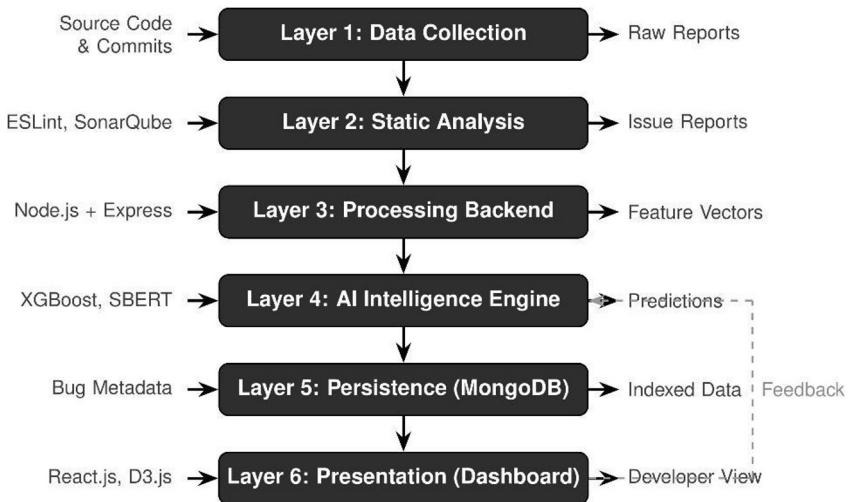 Source Code
& Commits
Layer 1: Data Collection
Raw Reports
ESLint, SonarQube
Layer 2: Static Analysis
Issue Reports
Node.js + Express
Layer 3: Processing Backend
Feature Vectors
XGBoost, SBERT
Layer 4: AI Intelligence Engine
Predictions
Bug Metadata
Layer 5: Persistence (MongoDB)
Indexed Data
Feedback
React.js, D3.js
Layer 6: Presentation (Dashboard)
Developer View